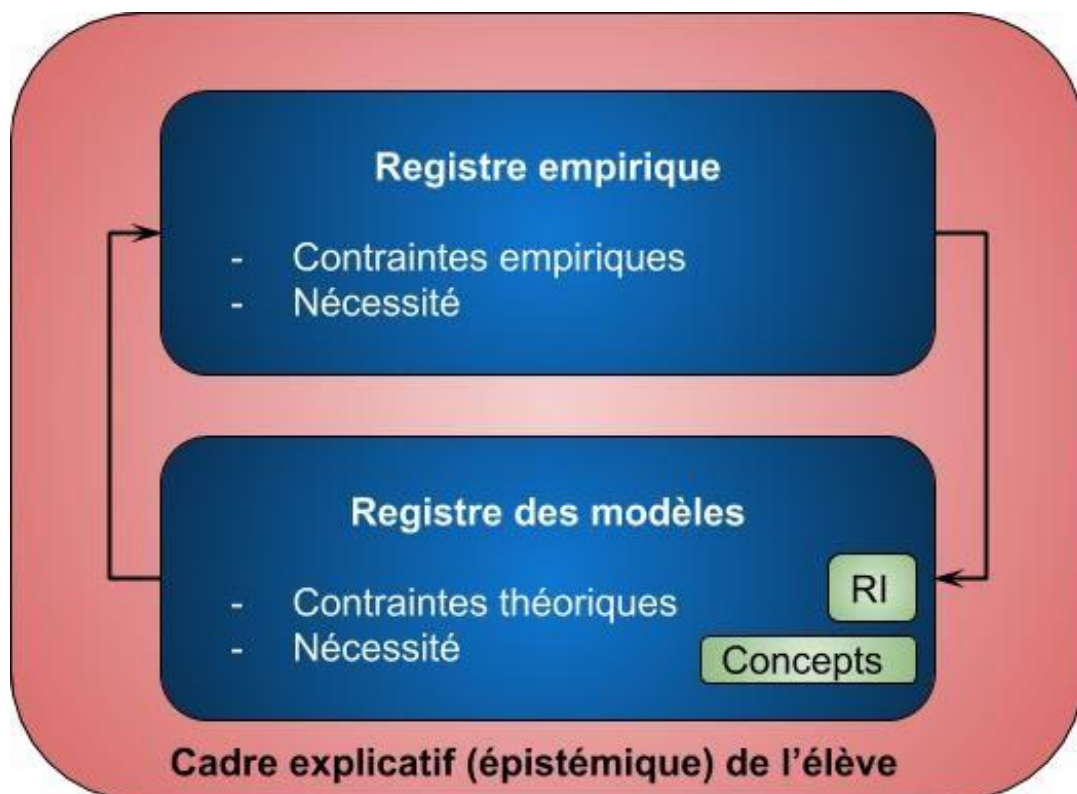 Registre empirique
- Contraintes empiriques
- Nécessité
Registre des modèles
- Contraintes théoriques
- Nécessité
RI
Concepts
Cadre explicatif (épistémique) de l'élève